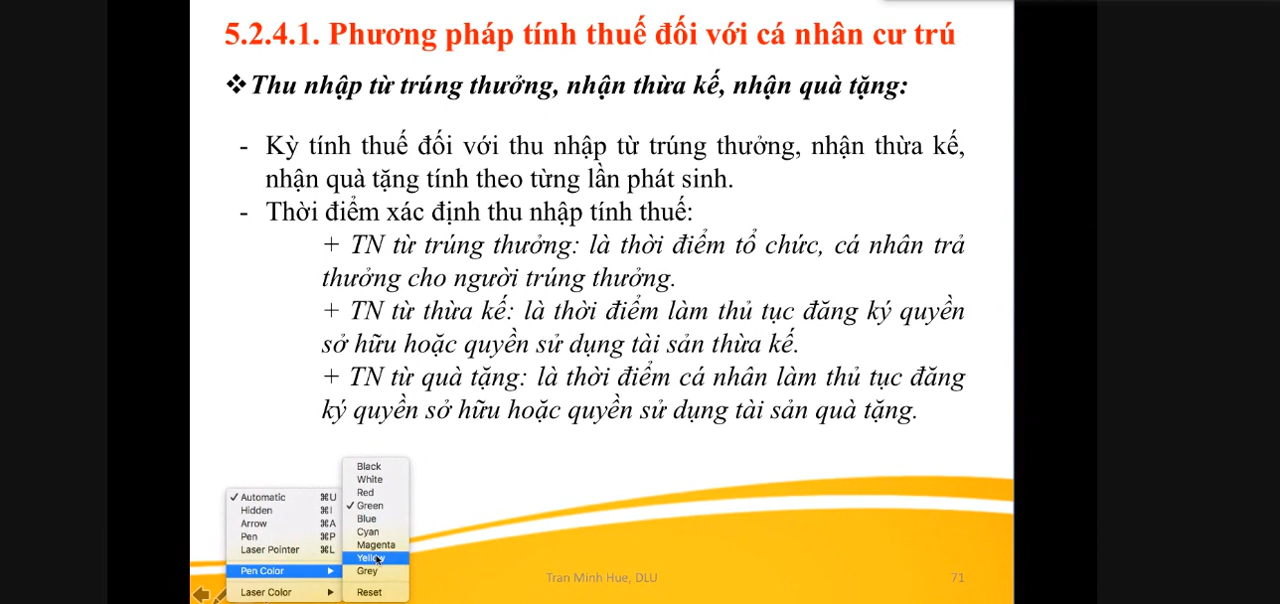 5.2.4.1. Phương pháp tính thuế đối với cá nhân cư trú
❖Thu nhập từ trúng thưởng, nhận thừa kế, nhận quà tặng:
- Kỳ tính thuế đối với thu nhập từ trúng thưởng, nhận thừa kế,
nhận quà tặng tính theo từng lần phát sinh.
- Thời điểm xác định thu nhập tính thuế:
+ TN từ trúng thưởng: là thời điểm tổ chức, cá nhân trả
thưởng cho người trúng thưởng.
+ TN từ thừa kế: là thời điểm làm thủ tục đăng ký quyền
sở hữu hoặc quyền sử dụng tài sản thừa kế.
+ TN từ quà tặng: là thời điểm cá nhân làm thủ tục đăng
ký quyền sở hữu hoặc quyền sử dụng tài sản quà tặng.
✓ Automatic ⌘U
Hidden ⌘I
Arrow ⌘A
Pen ⌘P
Laser Pointer ⌘L
Pen Color ▶
Laser Color ▶
Black
White
Red
✓ Green
Blue
Cyan
Magenta
Yellow
Grey
Reset
Tran Minh Hue, DLU
71